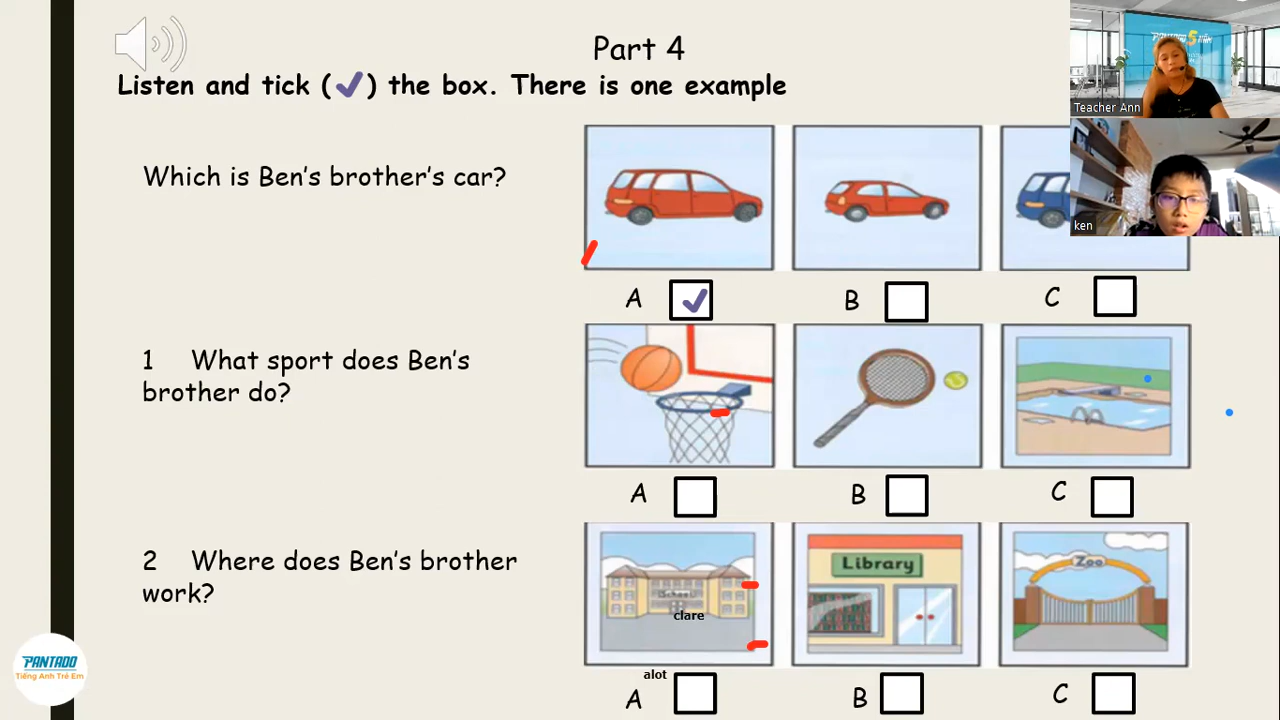 Part 4
Listen and tick (✓) the box. There is one example
PANTADO 5
Teacher Ann
ken
Which is Ben's brother's car?
A
B
C
1 What sport does Ben's
brother do?
A
B
C
2 Where does Ben's brother
work?
School
clare
Library
Zoo
alot
A
B
C
PANTADO
Tiếng Anh Trẻ Em